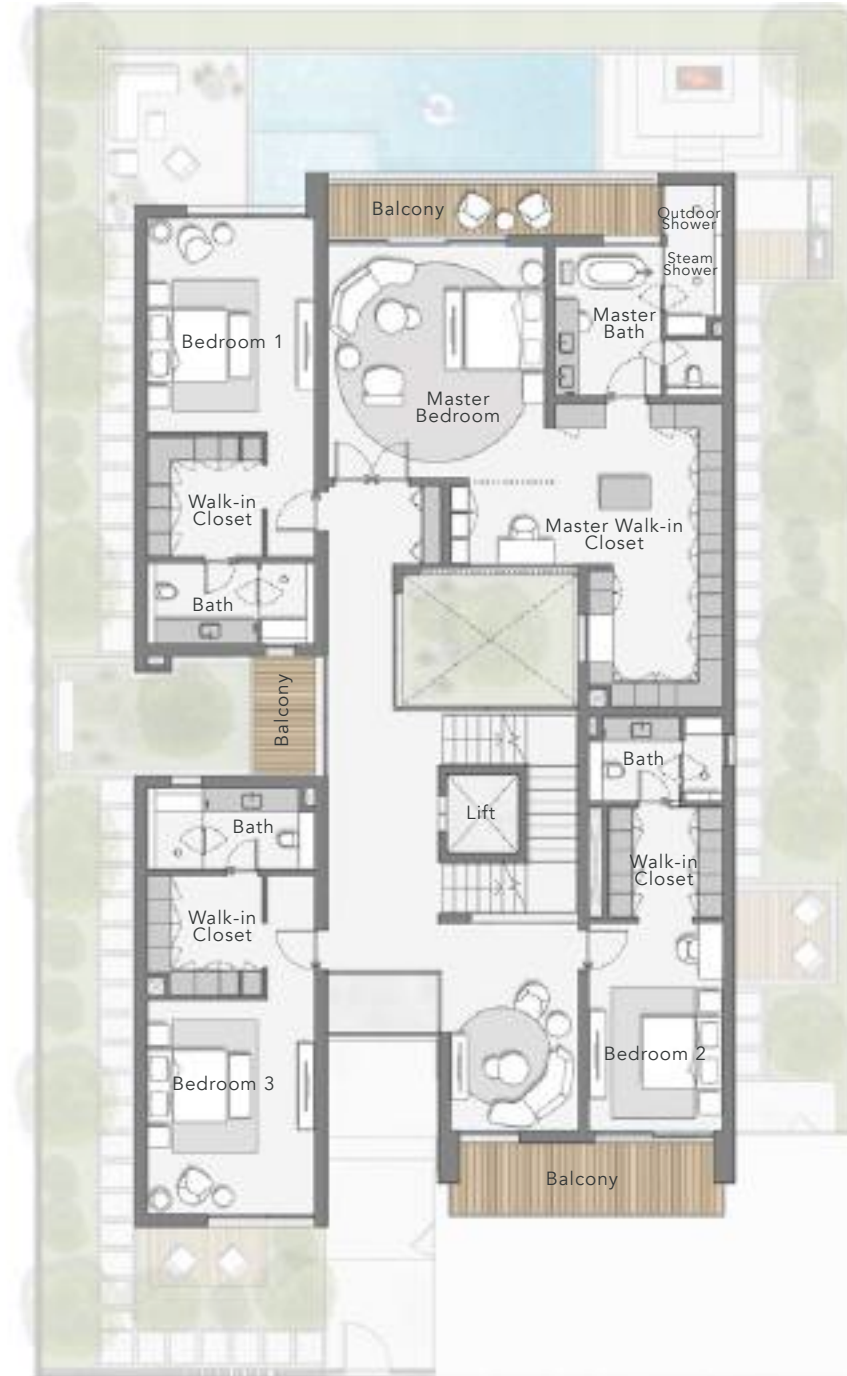 Balcony
Outdoor
Shower
Steam
Shower
Master
Bath
Bedroom 1
Master
Bedroom
Walk-in
Closet
Master Walk-in
Closet
Bath
Balcony
Bath
Lift
Bath
Walk-in
Closet
Walk-in
Closet
Bedroom 2
Bedroom 3
Balcony